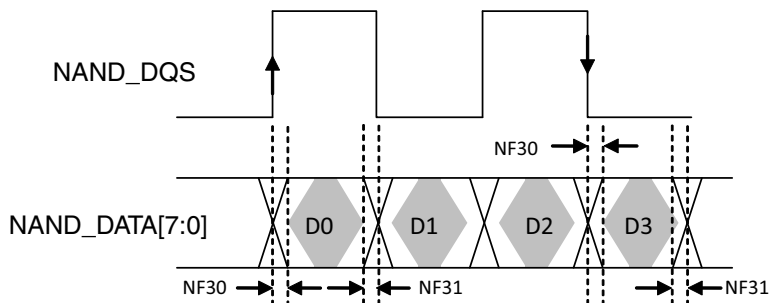 NAND_DQS
NF30
NAND_DATA[7:0]
D0 D1 D2 D3
NF30 NF31 NF31